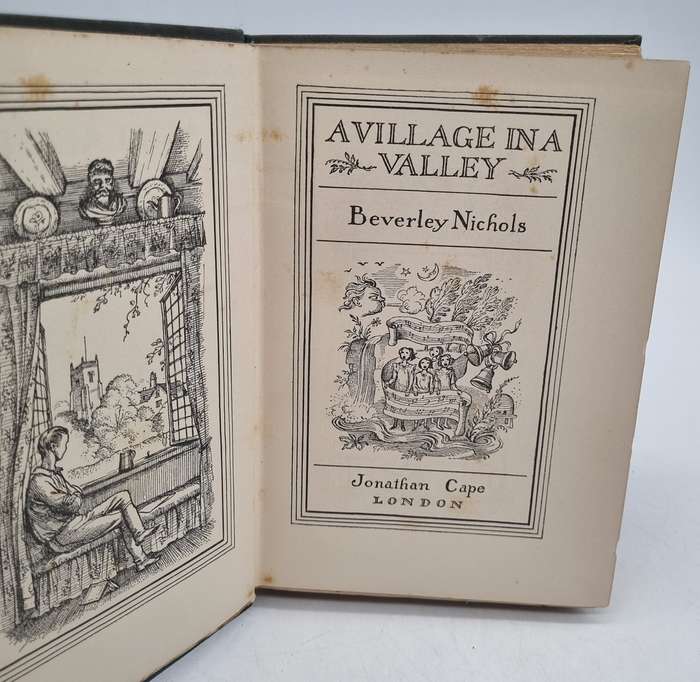 A VILLAGE IN A
VALLEY
Beverley Nichols
Jonathan Cape
LONDON